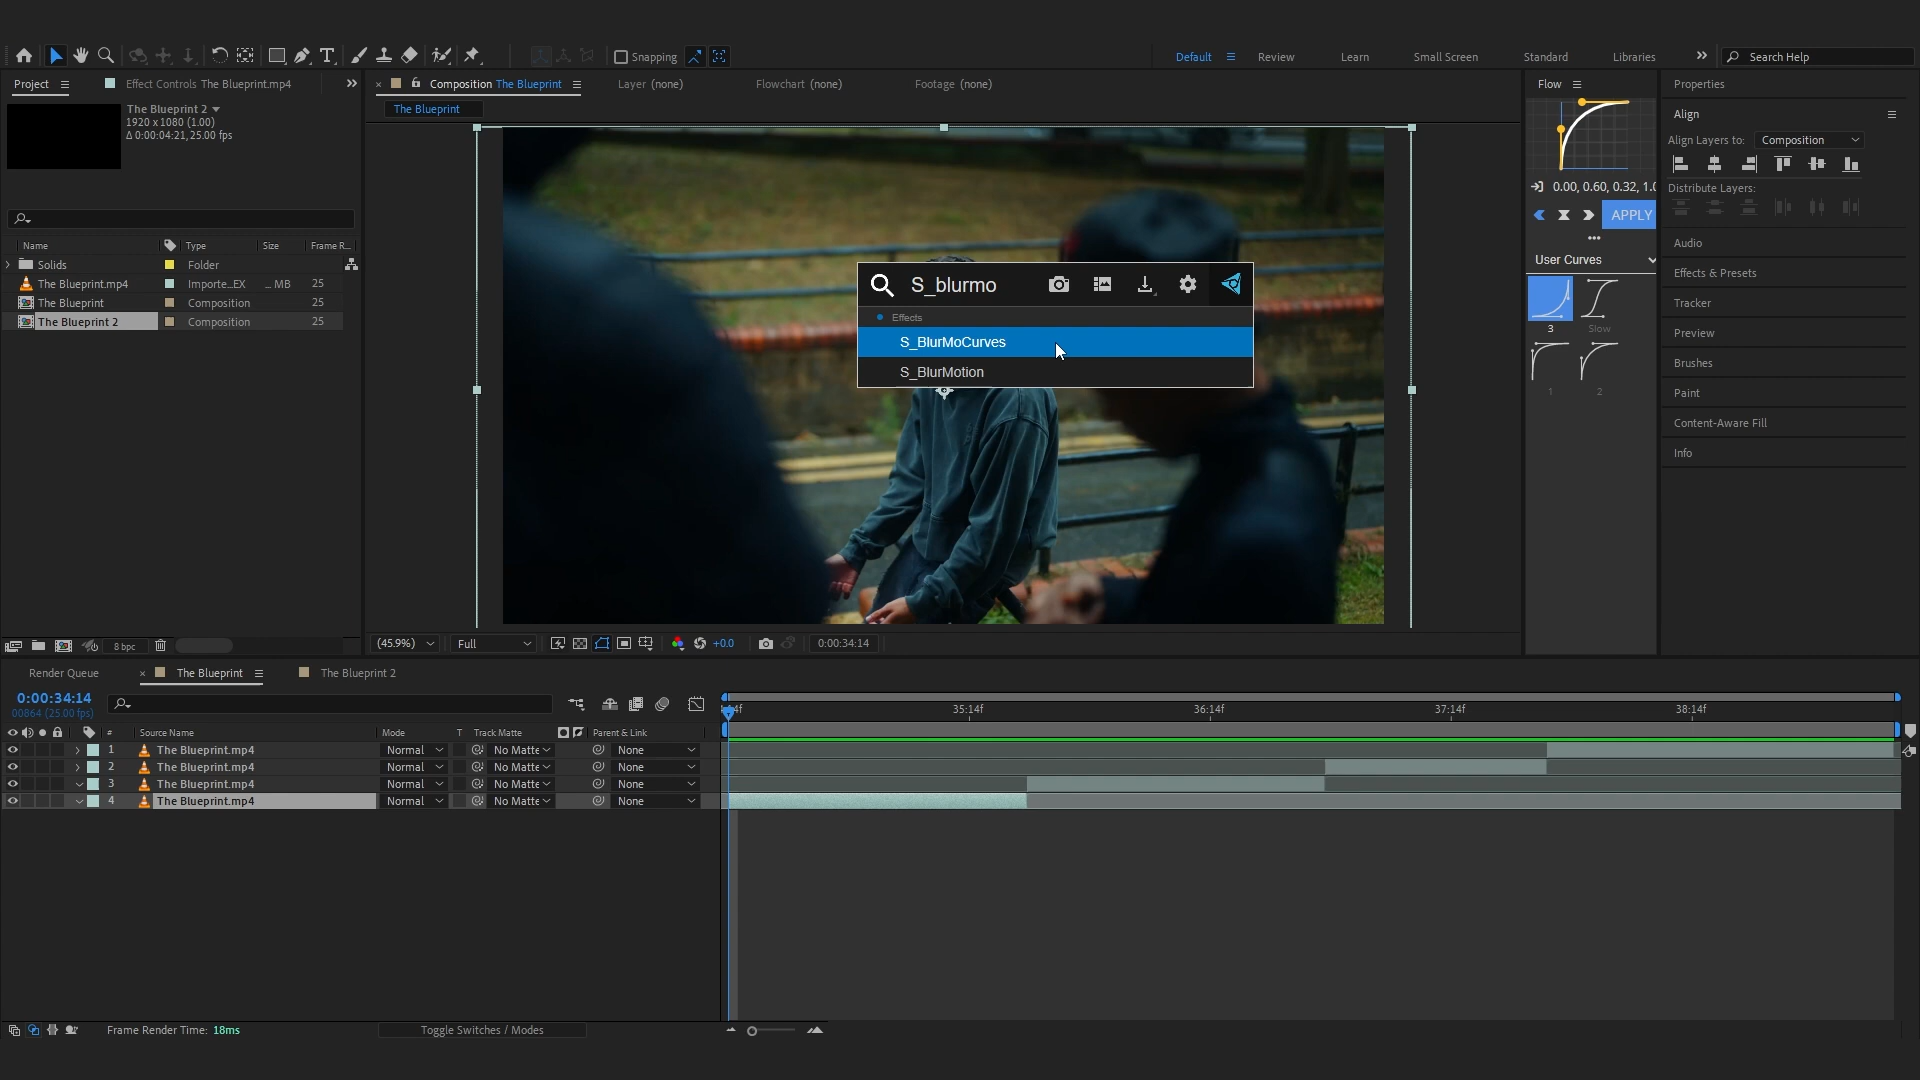 Snapping
Default
Review
Learn
Small Screen
Standard
Libraries
Search Help
Project
Effect Controls The Blueprint.mp4
Composition The Blueprint
Layer (none)
Flowchart (none)
Footage (none)
Flow
Properties
The Blueprint 2
1920 x 1080 (1.00)
Δ 0:00:04:21, 25.00 fps
The Blueprint
Align
Align Layers to: Composition
0.00, 0.60, 0.32, 1.0
Distribute Layers:
APPLY
Name Type Size Frame R...
Solids Folder
The Blueprint.mp4 Importe...EX ... MB 25
The Blueprint Composition 25
The Blueprint 2 Composition 25
S_blurmo
Effects
S_BlurMoCurves
S_BlurMotion
User Curves
3 Slow
1 2
Audio
Effects & Presets
Tracker
Preview
Brushes
Paint
Content-Aware Fill
Info
8 bpc
(45.9%)
Full
+0.0
0:00:34:14
Render Queue
The Blueprint
The Blueprint 2
0:00:34:14
00864 (25.00 fps)
35:14f
36:14f
37:14f
38:14f
# Source Name Mode T Track Matte Parent & Link
1 The Blueprint.mp4 Normal No Matte None
2 The Blueprint.mp4 Normal No Matte None
3 The Blueprint.mp4 Normal No Matte None
4 The Blueprint.mp4 Normal No Matte None
Frame Render Time: 18ms
Toggle Switches / Modes